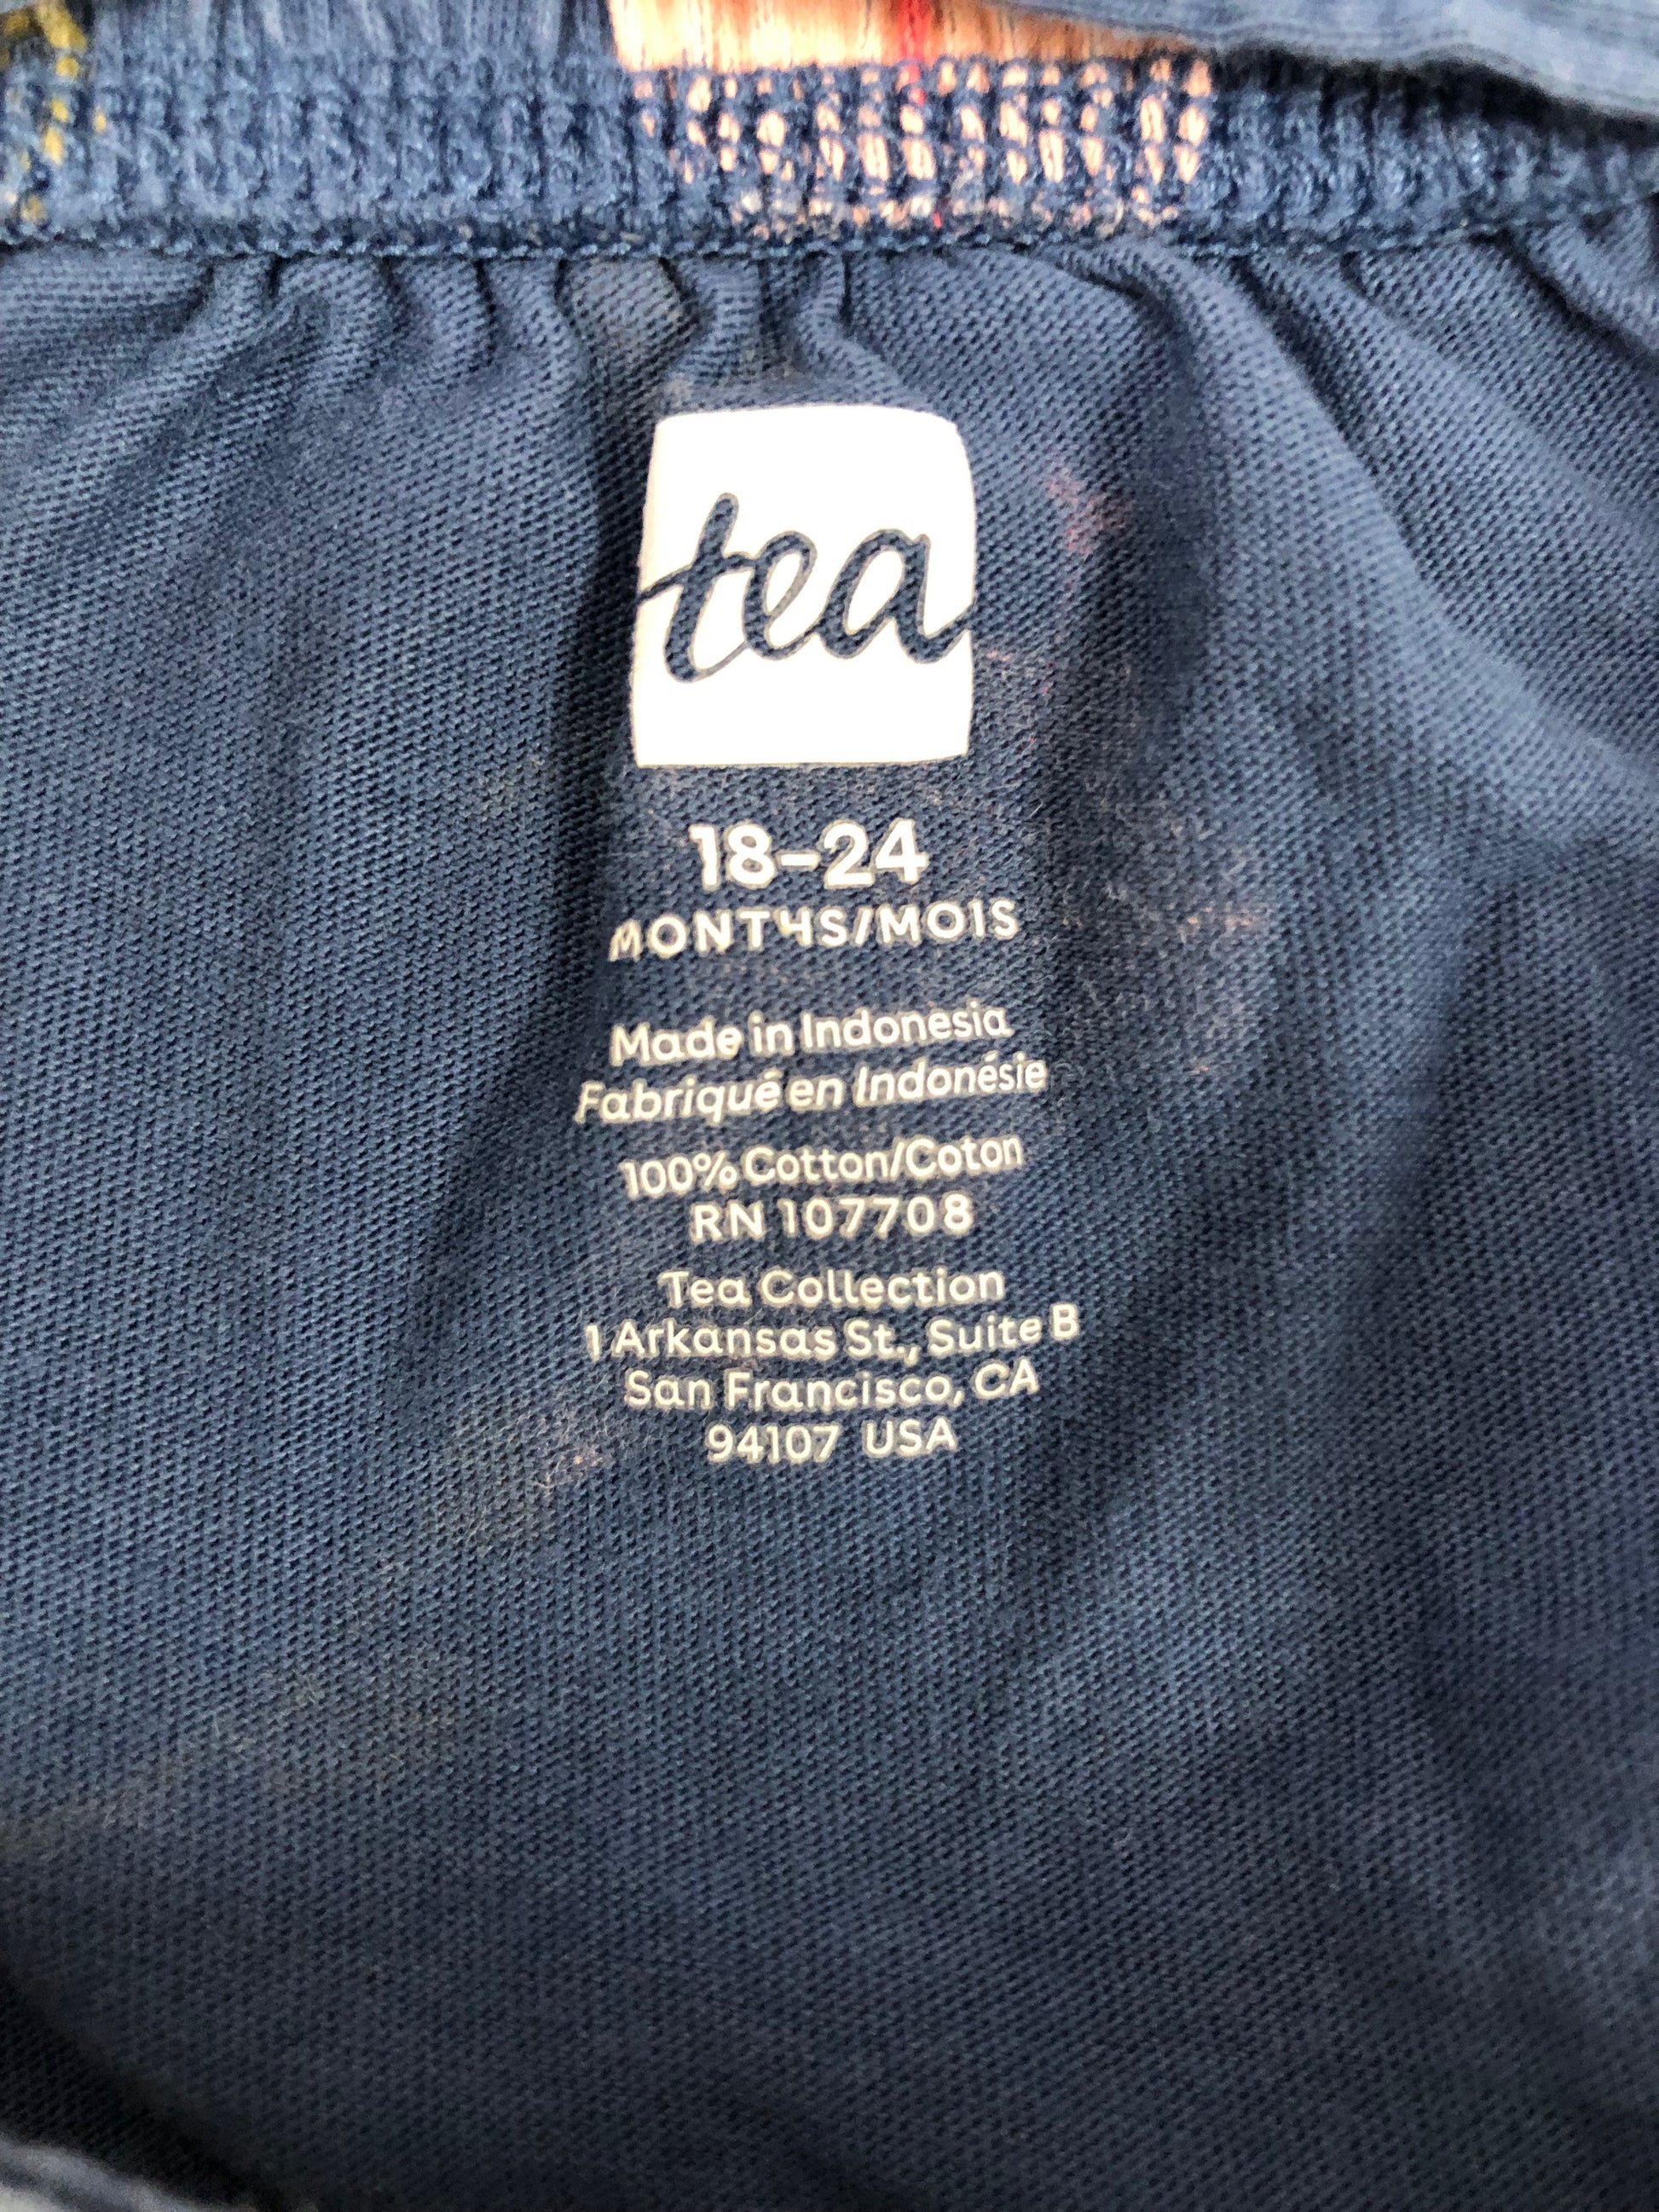 tea
18-24
MONTHS/MOIS
Made in Indonesia
Fabriqué en Indonésie
100% Cotton/Coton
RN 107708
Tea Collection
1 Arkansas St., Suite B
San Francisco, CA
94107 USA